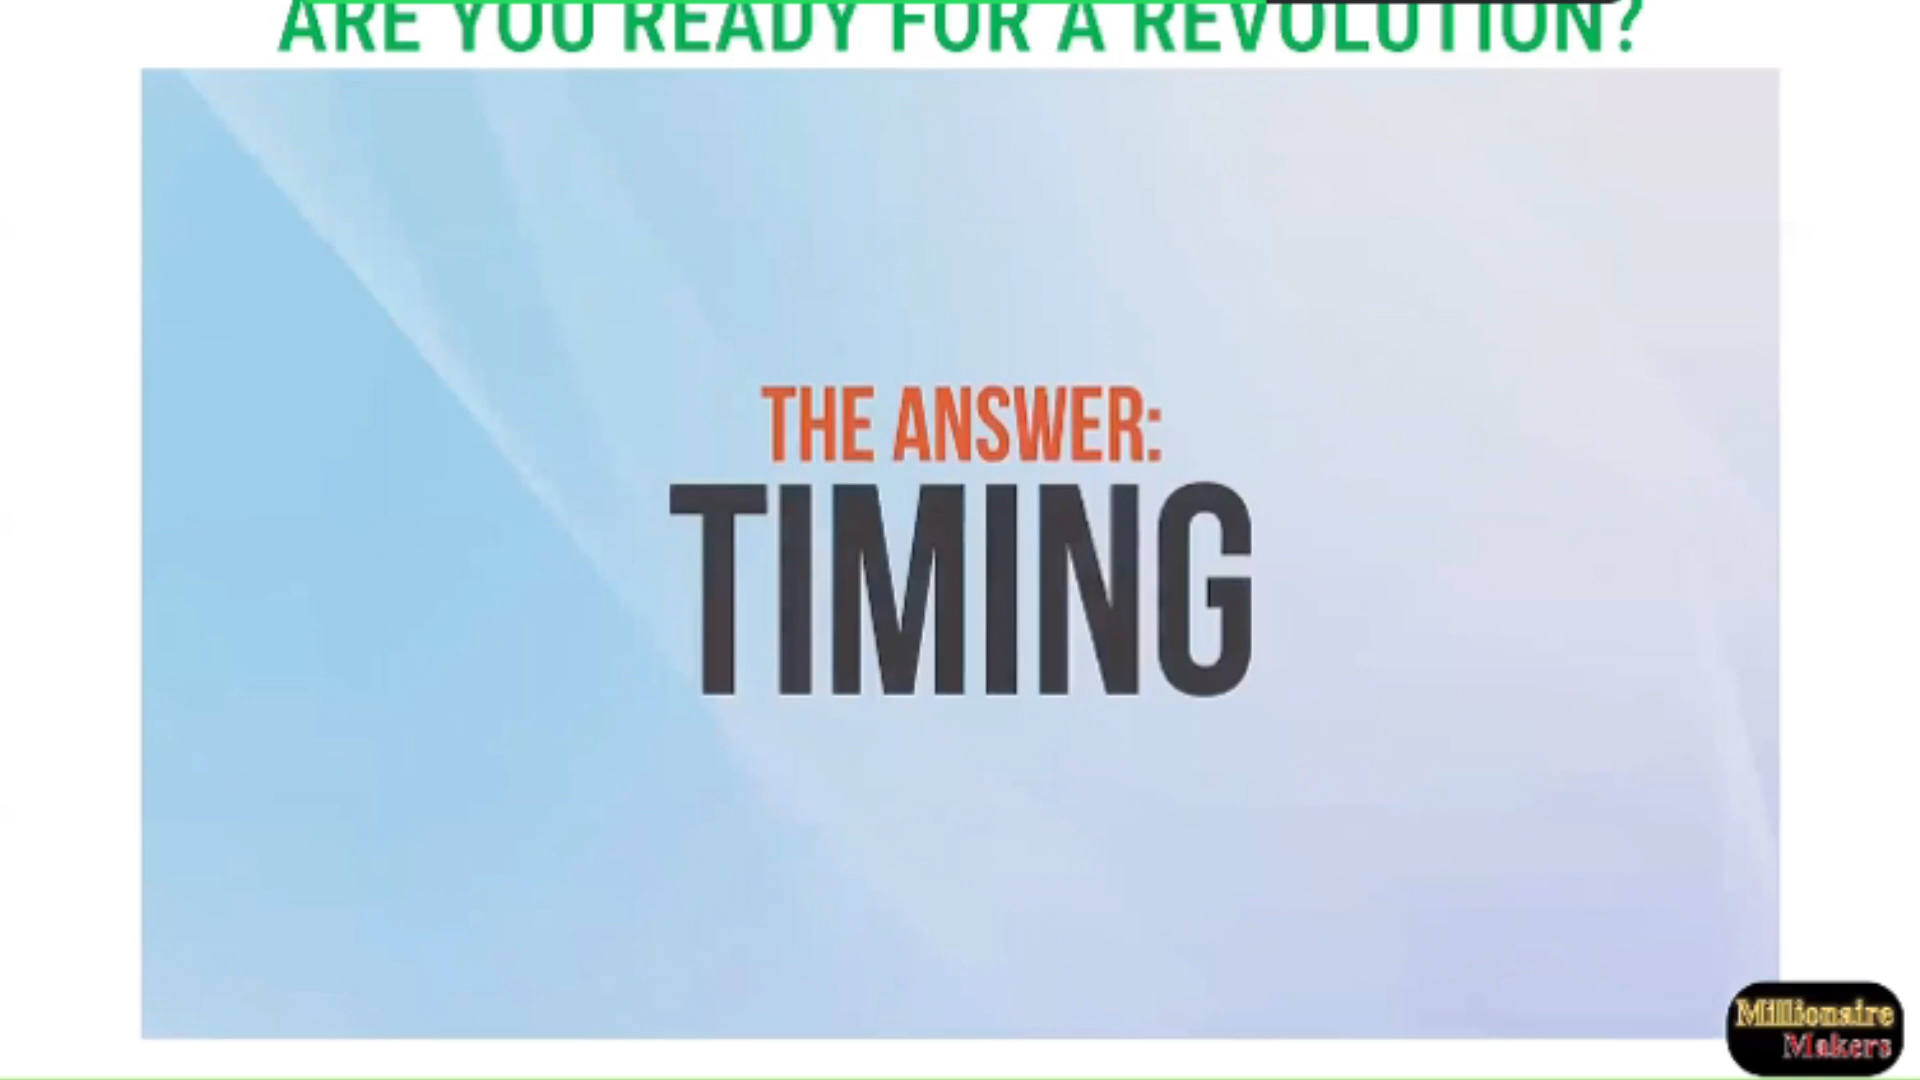 ARE YOU READY FOR A REVOLUTION?
THE ANSWER:
TIMING
Millionaire
Makers